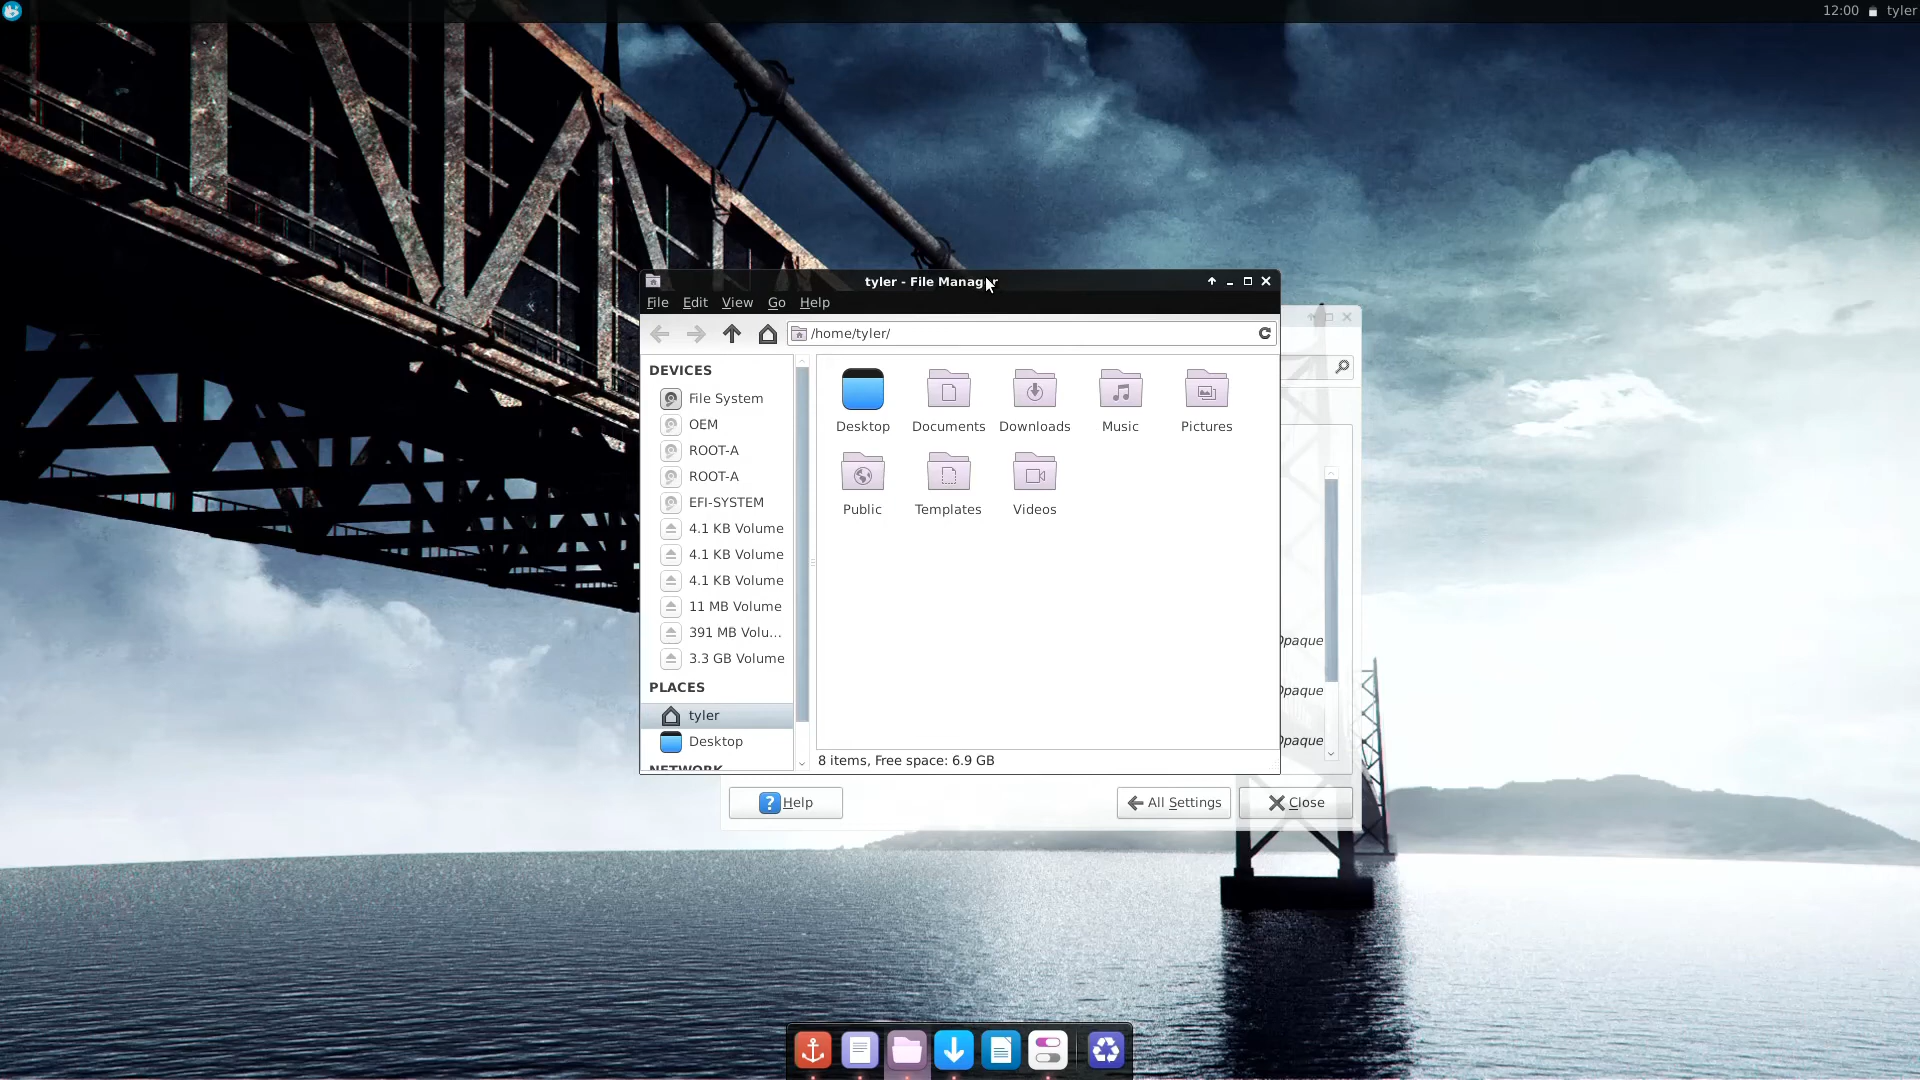 12:00 tyler
tyler - File Manager
File Edit View Go Help
/home/tyler/
DEVICES
File System
OEM
ROOT-A
ROOT-A
EFI-SYSTEM
4.1 KB Volume
4.1 KB Volume
4.1 KB Volume
11 MB Volume
391 MB Volu...
3.3 GB Volume
PLACES
tyler
Desktop
NETWORK
Desktop Documents Downloads Music Pictures
Public Templates Videos
8 items, Free space: 6.9 GB
Opaque
Opaque
Opaque
Help All Settings Close